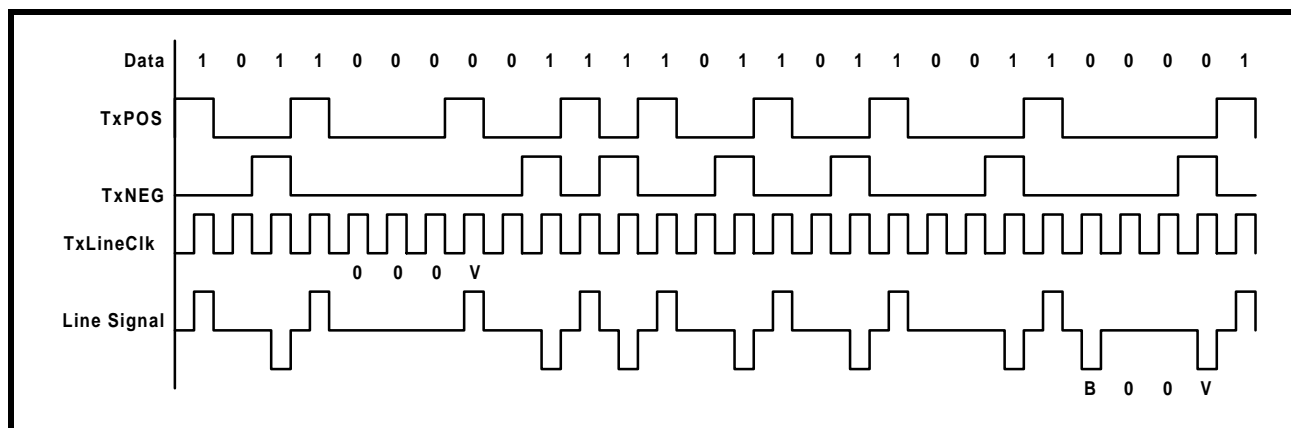 Data 1 0 1 1 0 0 0 0 0 1 1 1 1 0 1 1 0 1 1 0 0 1 1 0 0 0 0 1
TxPOS
TxNEG
TxLineClk
0 0 0 V
Line Signal
B 0 0 V